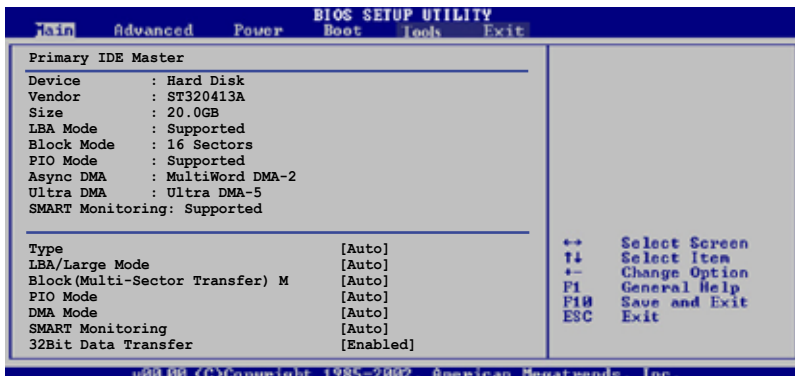 BIOS SETUP UTILITY
Main Advanced Power Boot Tools Exit
Primary IDE Master
Device : Hard Disk
Vendor : ST320413A
Size : 20.0GB
LBA Mode : Supported
Block Mode : 16 Sectors
PIO Mode : Supported
Async DMA : MultiWord DMA-2
Ultra DMA : Ultra DMA-5
SMART Monitoring: Supported
Type [Auto]
LBA/Large Mode [Auto]
Block(Multi-Sector Transfer) M [Auto]
PIO Mode [Auto]
DMA Mode [Auto]
SMART Monitoring [Auto]
32Bit Data Transfer [Enabled]
↔ Select Screen
↑↓ Select Item
+- Change Option
F1 General Help
F10 Save and Exit
ESC Exit
v00.00 (C)Copyright 1985-2002, American Megatrends, Inc.